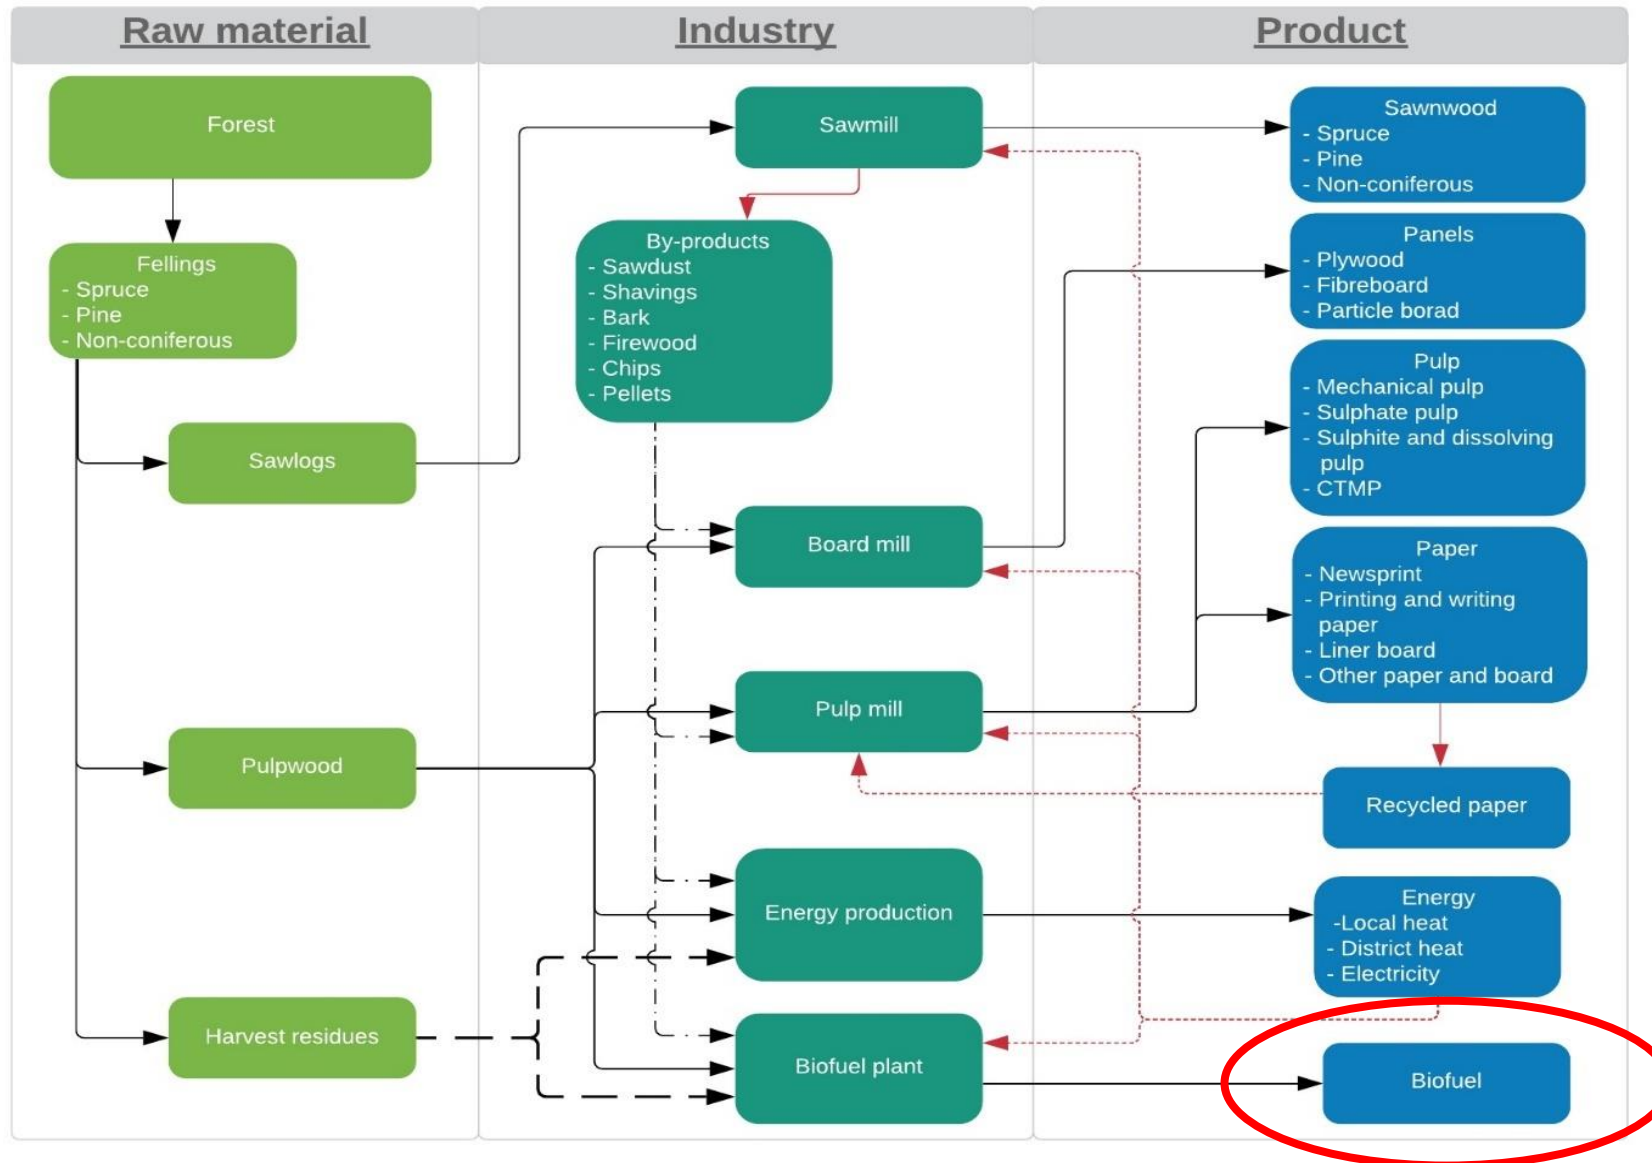 Raw material
Industry
Product
Forest
Fellings
- Spruce
- Pine
- Non-coniferous
Sawlogs
Pulpwood
Harvest residues
Sawmill
By-products
- Sawdust
- Shavings
- Bark
- Firewood
- Chips
- Pellets
Board mill
Pulp mill
Energy production
Biofuel plant
Sawnwood
- Spruce
- Pine
- Non-coniferous
Panels
- Plywood
- Fibreboard
- Particle borad
Pulp
- Mechanical pulp
- Sulphate pulp
- Sulphite and dissolving
pulp
- CTMP
Paper
- Newsprint
- Printing and writing
paper
- Liner board
- Other paper and board
Recycled paper
Energy
-Local heat
- District heat
- Electricity
Biofuel